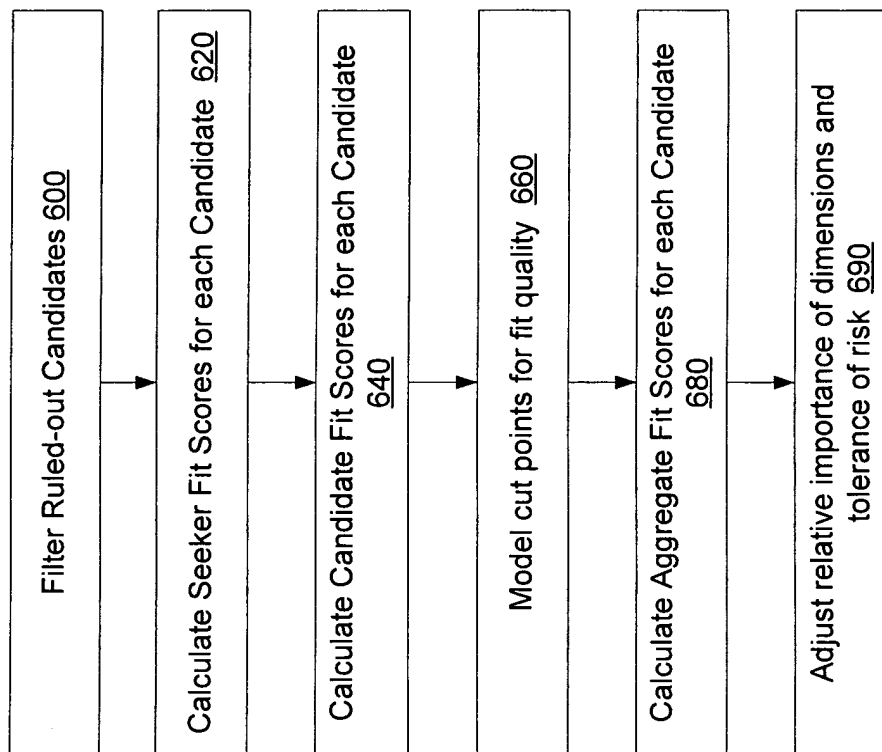 Filter Ruled-out Candidates 600
Calculate Seeker Fit Scores for each Candidate 620
Calculate Candidate Fit Scores for each Candidate
640
Model cut points for fit quality 660
Calculate Aggregate Fit Scores for each Candidate
680
Adjust relative importance of dimensions and
tolerance of risk 690